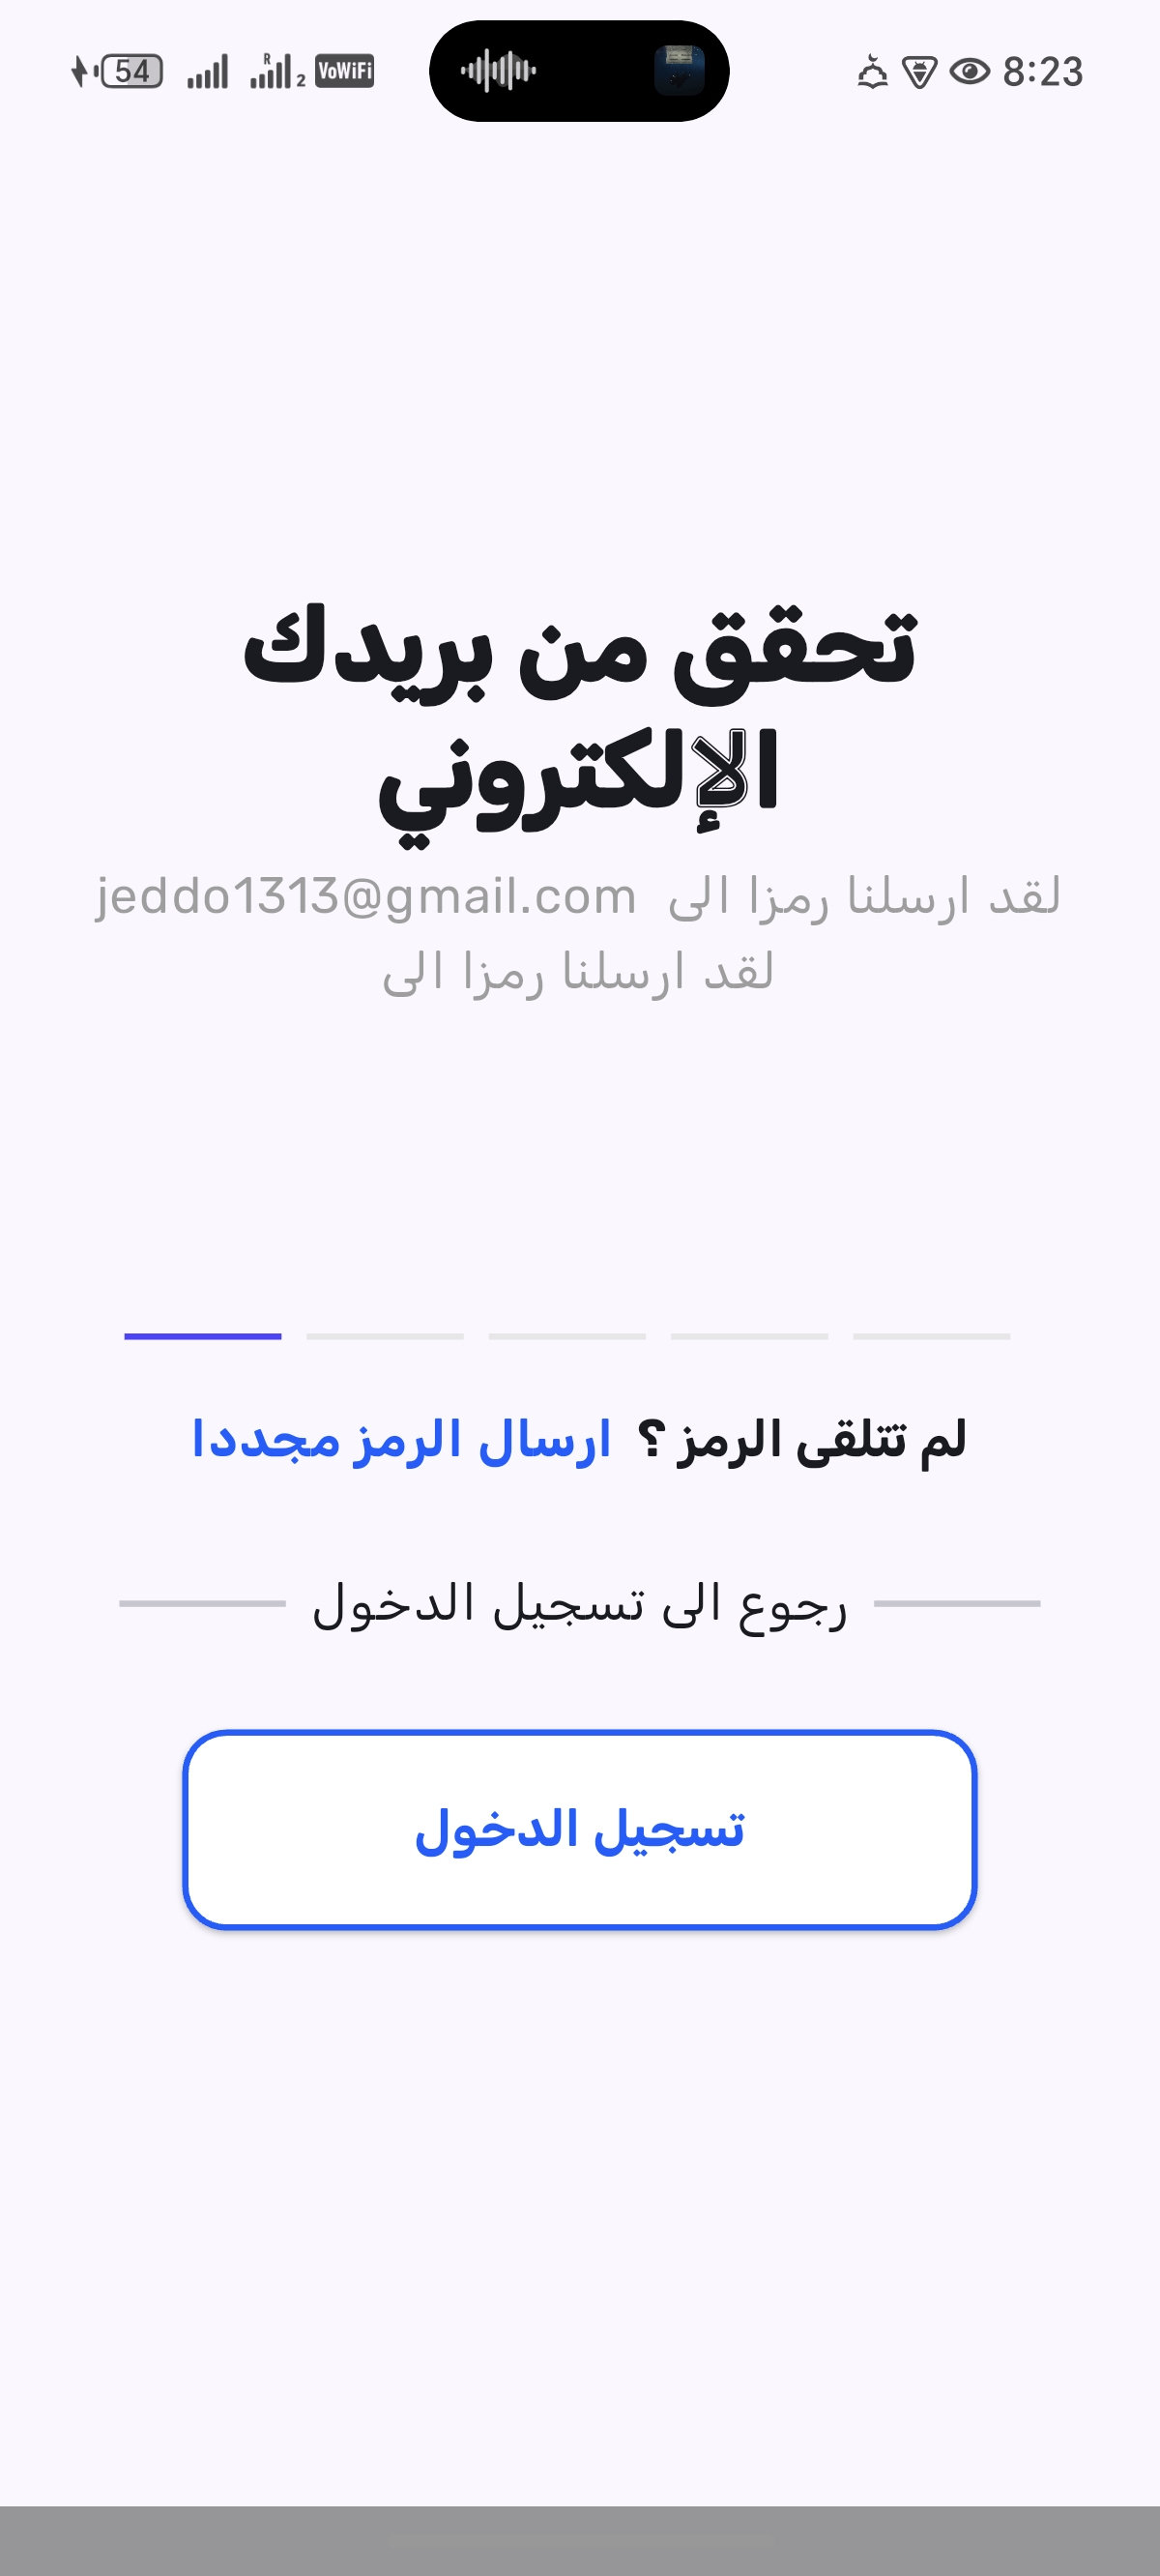 54 R 2 VoWiFi 8:23
تحقق من بريدك
الإلكتروني
لقد ارسلنا رمزا الى jeddo1313@gmail.com
لقد ارسلنا رمزا الى
لم تتلقى الرمز ؟ ارسال الرمز مجددا
رجوع الى تسجيل الدخول
تسجيل الدخول